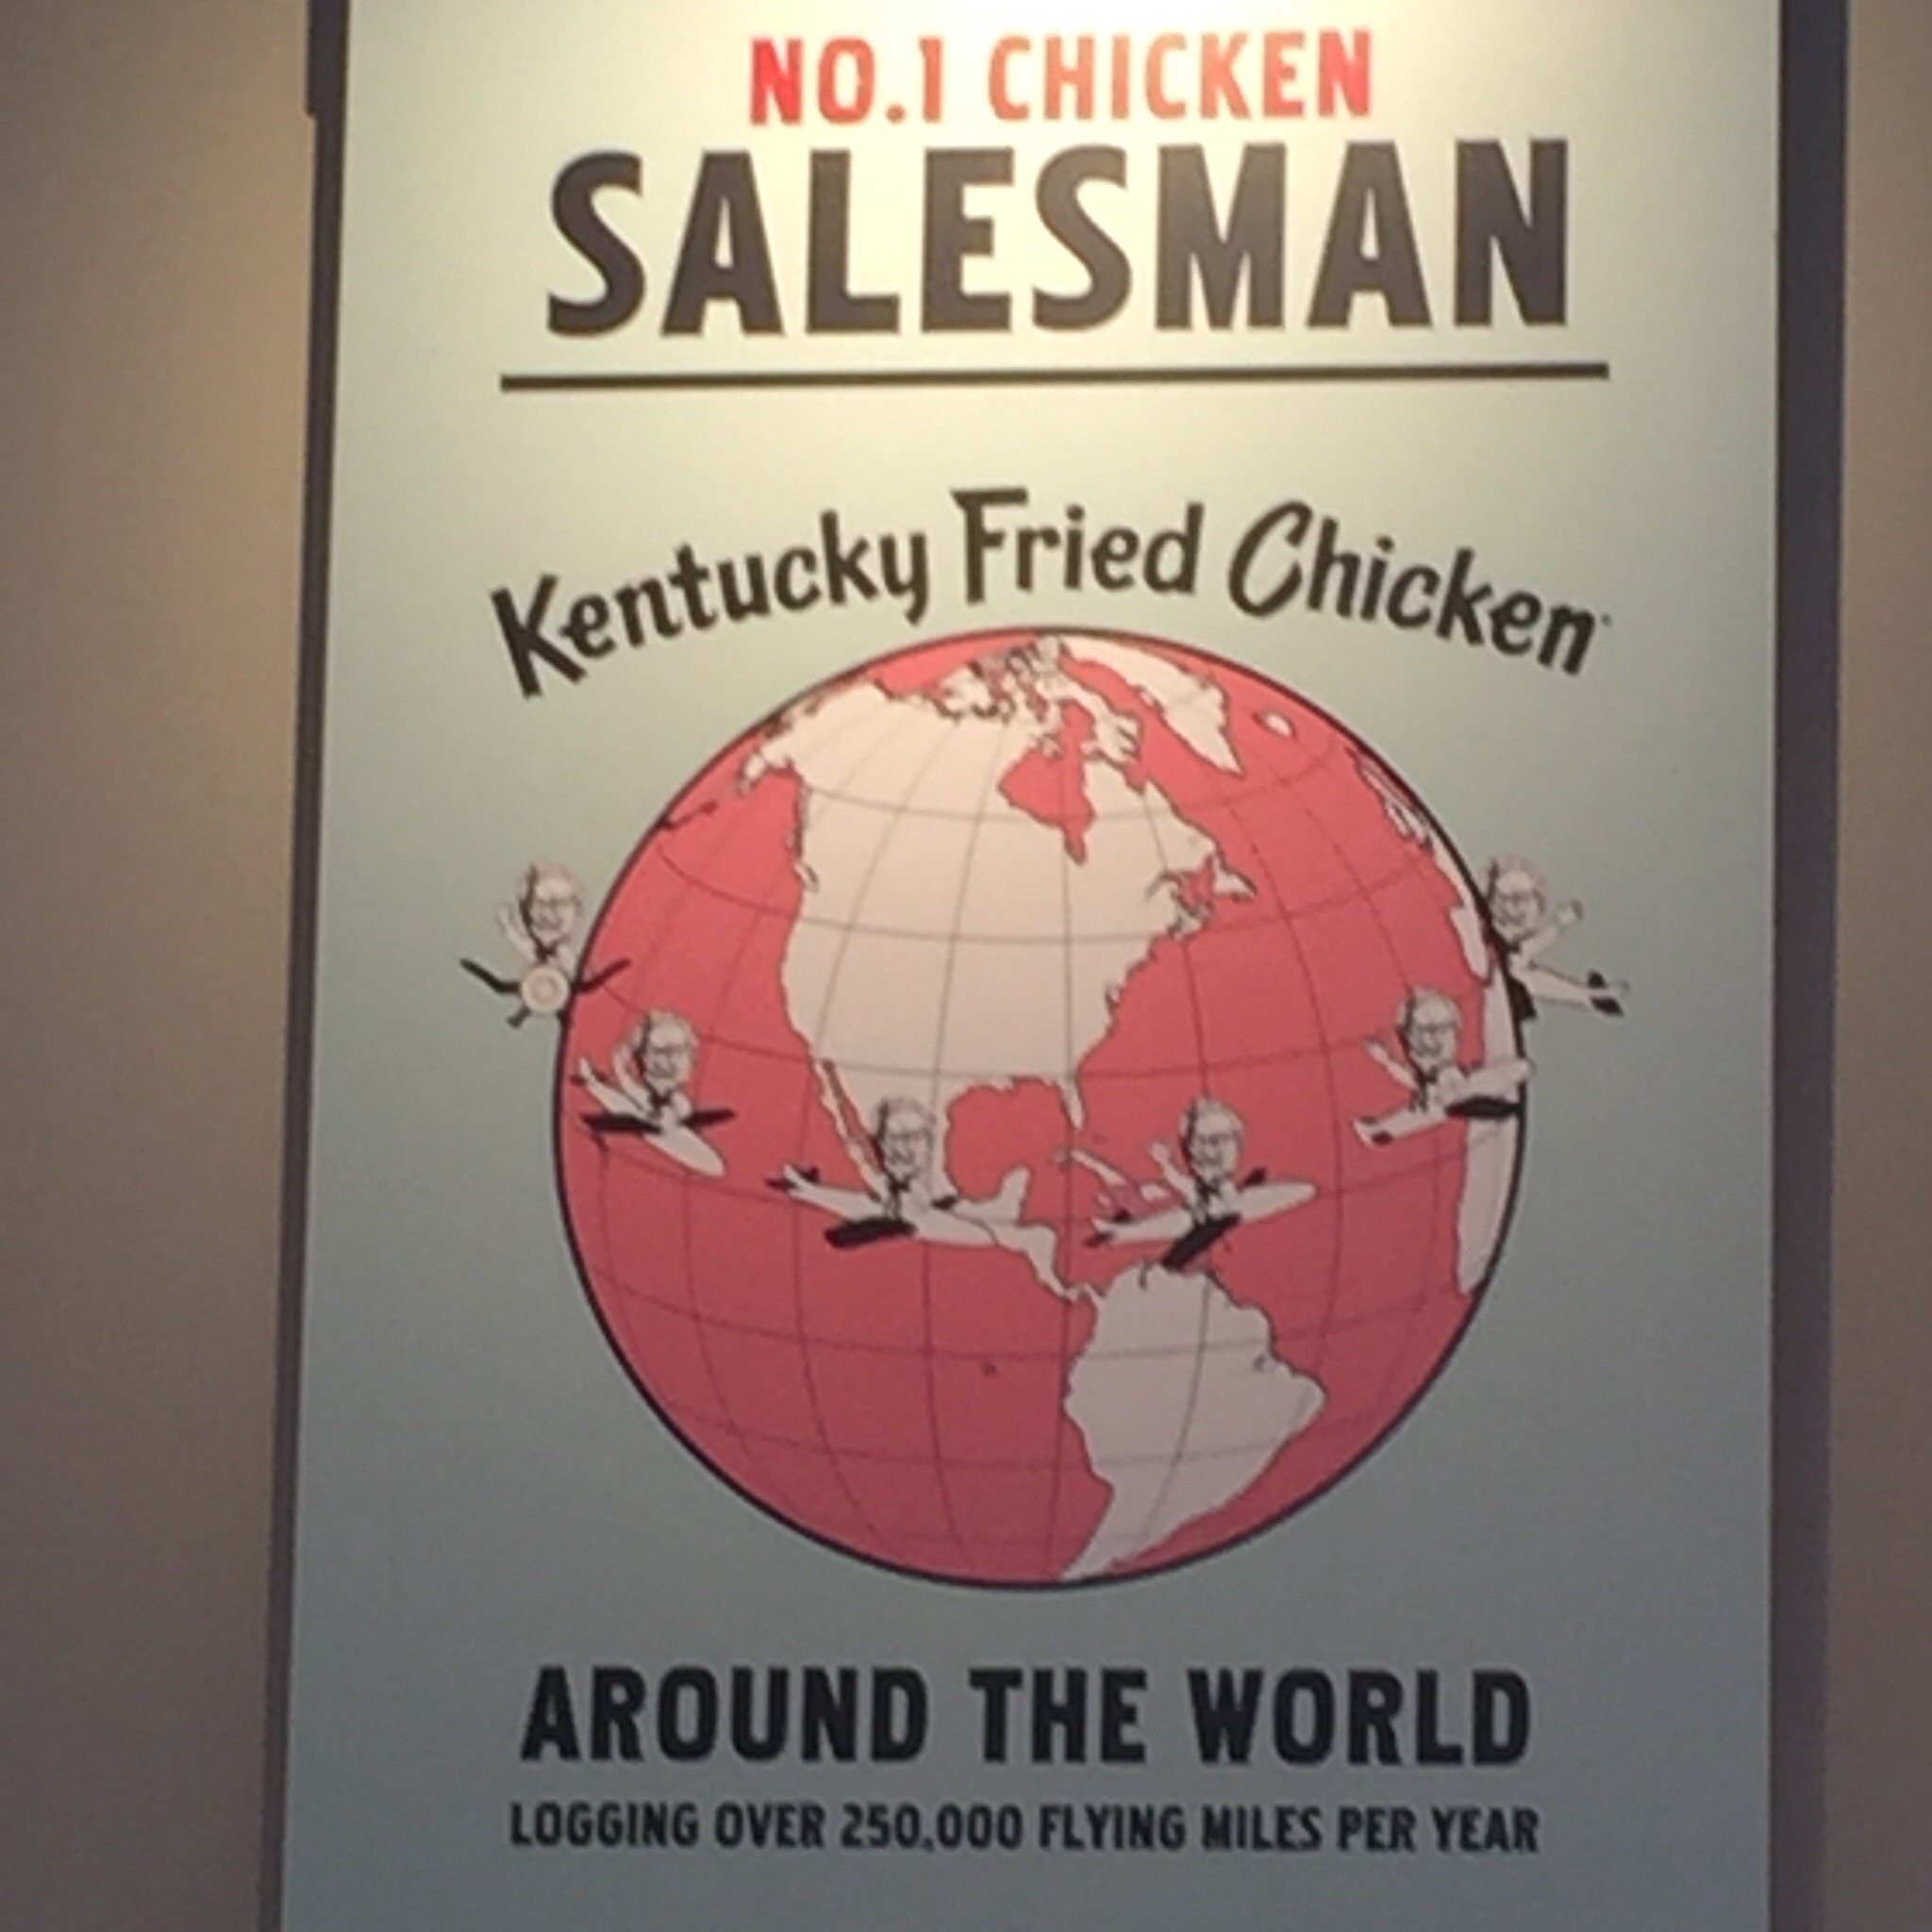 NO.1 CHICKEN
SALESMAN
Kentucky Fried Chicken
AROUND THE WORLD
LOGGING OVER 250,000 FLYING MILES PER YEAR